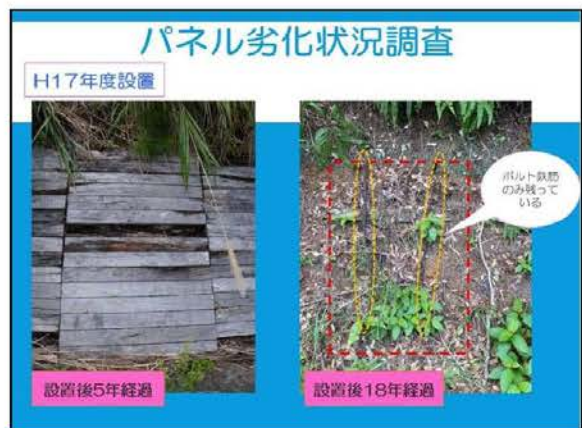 パネル劣化状況調査
H17年度設置
ボルト鉄筋
のみ残って
いる
設置後5年経過
設置後18年経過